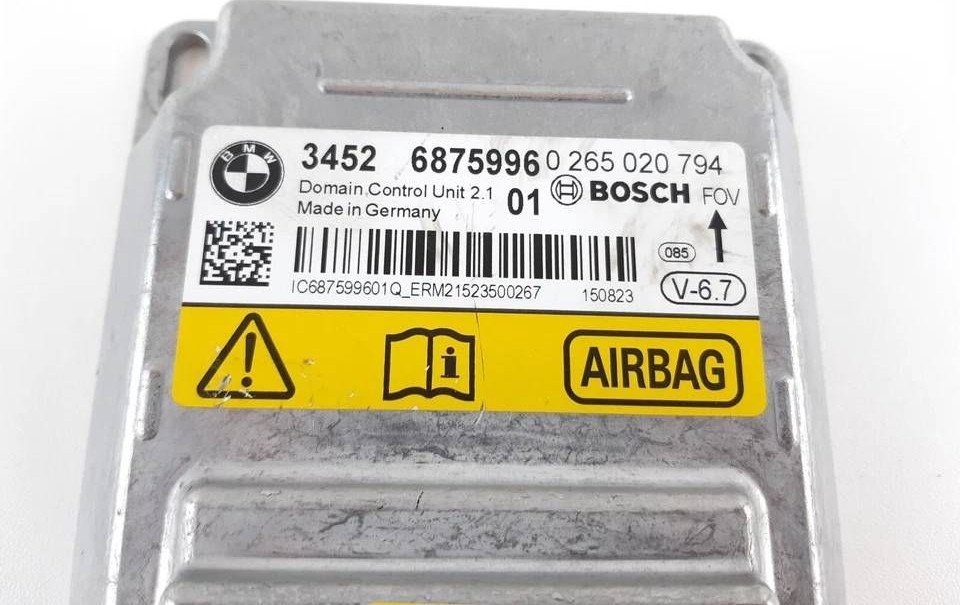 BMW
3452 6875996 0 265 020 794
Domain Control Unit 2.1 01 BOSCH FOV
Made in Germany
085
IC687599601Q_ERM21523500267 150823 V-6.7
AIRBAG